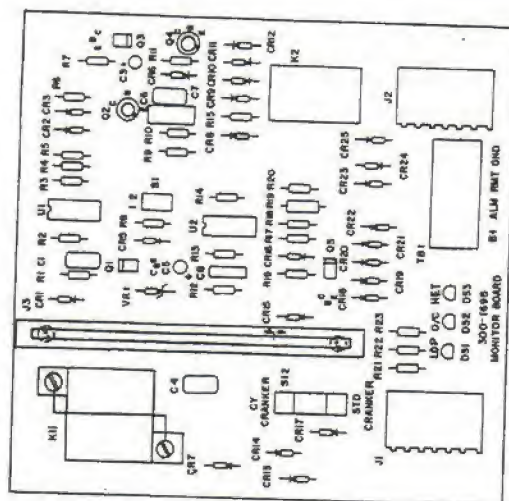 R7
E B C
Q3
Q4
C
B
E
C5
CR6
R11
CR11
CR12
CR10
CR9
R15
CR8
K2
J2
R6
CR3
CR2
R5
R4
R3
Q2
C6
C7
R10
R9
S1
R14
U1
U2
R2
R8
CR5
R20
R19
R18
R17
CR16
R16
CR25
CR24
CR23
CR22
CR21
CR20
CR19
CR18
Q5
TB1
B+ ALM RMT GND
R1
C1
Q1
C8
R13
R12
J3
CR1
VR1
CR15
LOP O/C HET
DS1 DS2 DS3
300-1696
MONITOR BOARD
R21
R22
R23
K11
C4
CY
CRANKER
S12
STD
CRANKER
CR17
CR14
CR13
CR7
J1